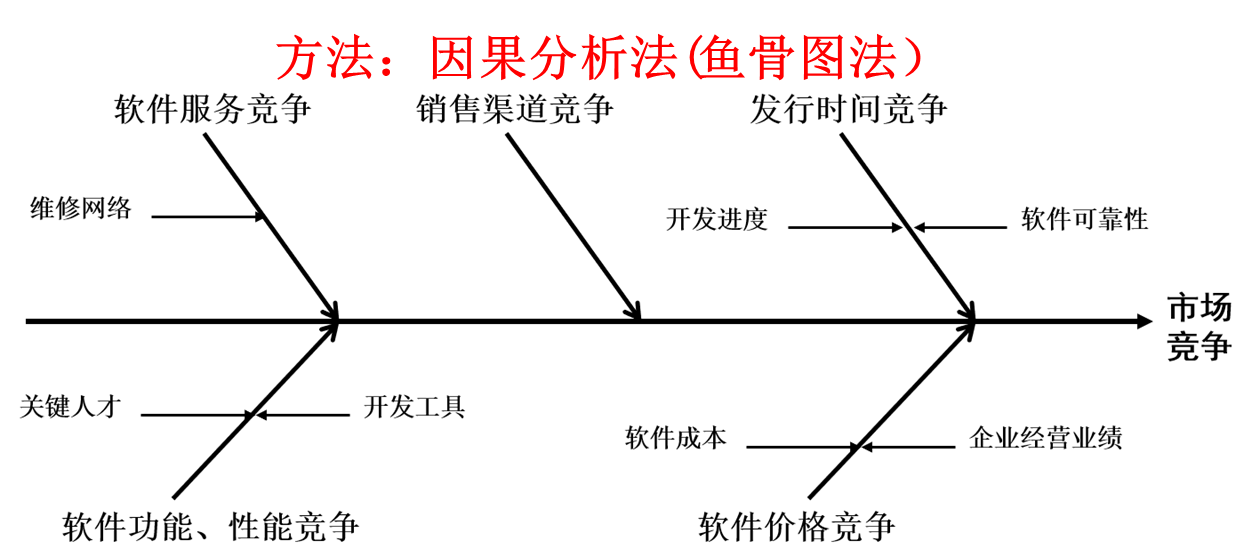 方法：因果分析法(鱼骨图法）
软件服务竞争
销售渠道竞争
发行时间竞争
维修网络
开发进度
软件可靠性
市场
竞争
关键人才
开发工具
软件成本
企业经营业绩
软件功能、性能竞争
软件价格竞争